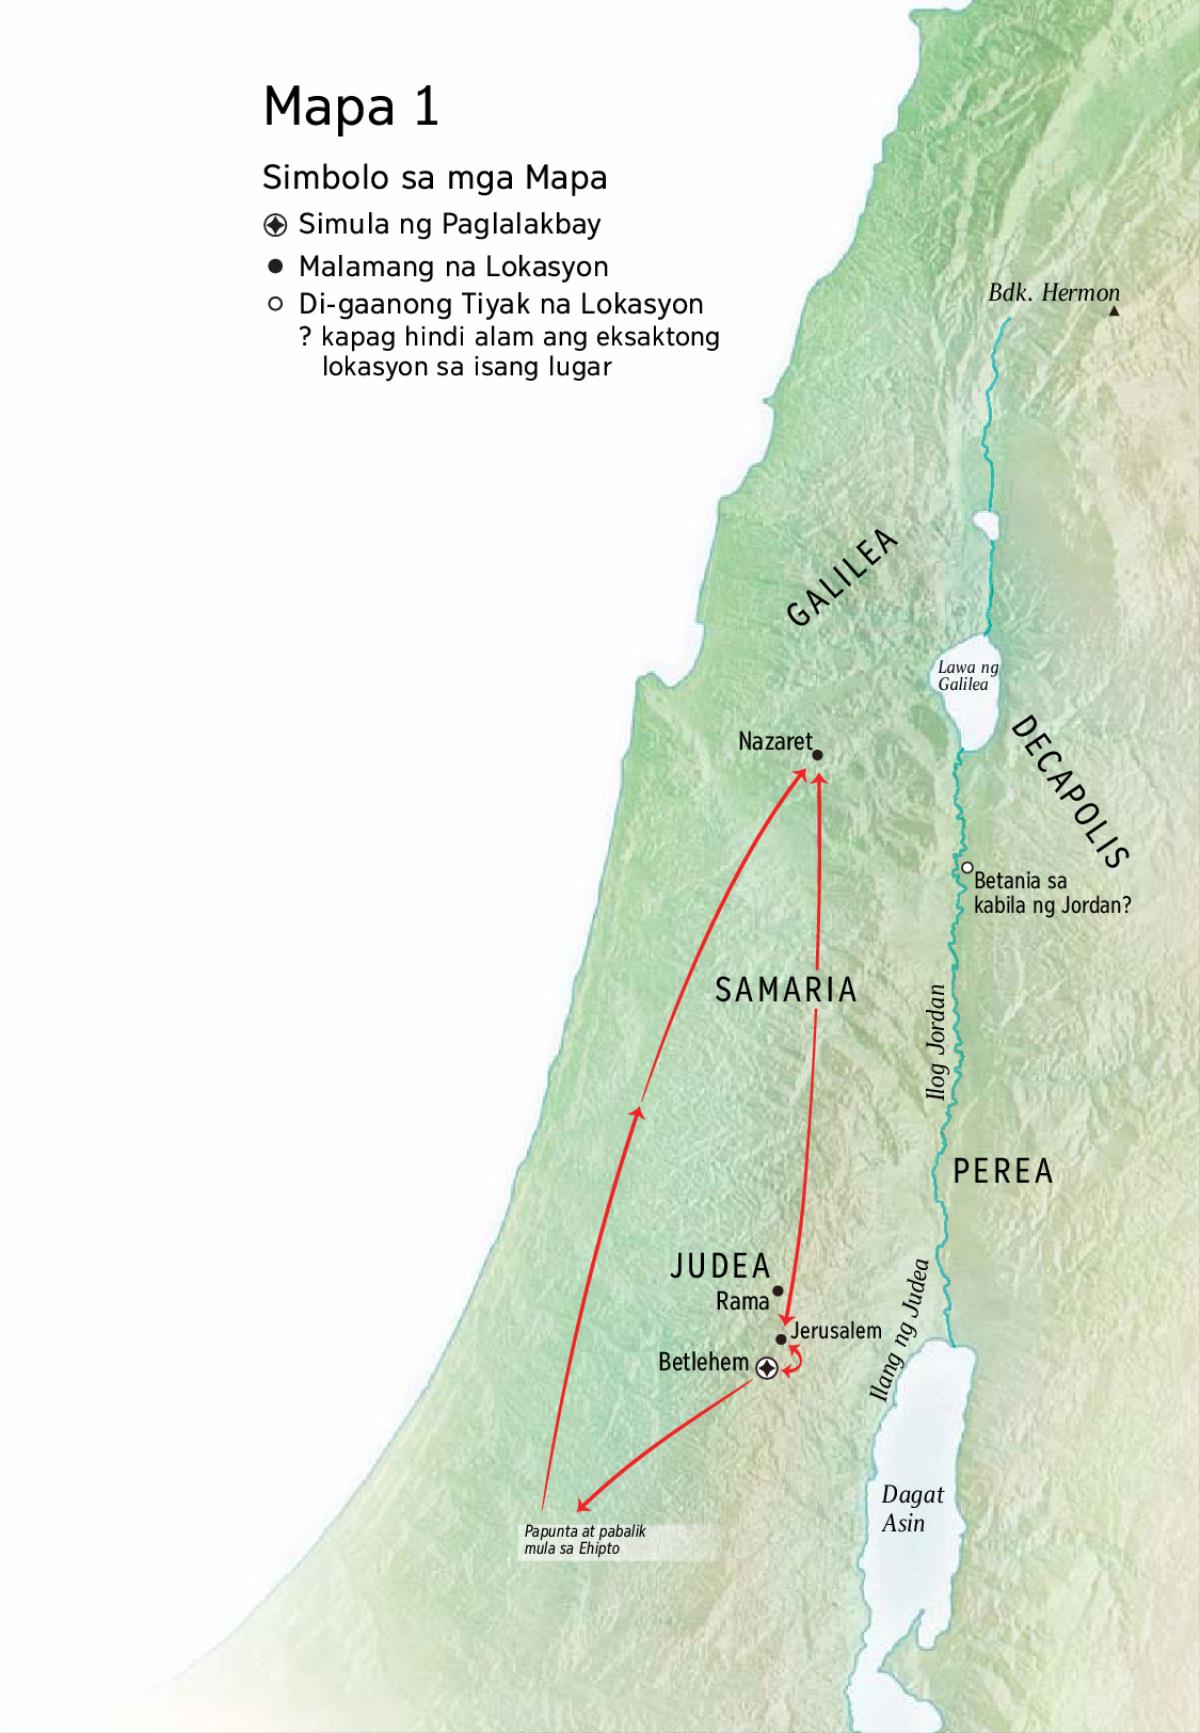 Mapa 1
Simbolo sa mga Mapa
Simula ng Paglalakbay
Malamang na Lokasyon
Di-gaanong Tiyak na Lokasyon
? kapag hindi alam ang eksaktong
lokasyon sa isang lugar
Bdk. Hermon
GALILEA
Lawa ng
Galilea
DECAPOLIS
Nazaret
Betania sa
kabila ng Jordan?
SAMARIA
Ilog Jordan
PEREA
JUDEA
Rama
Jerusalem
Betlehem
Ilang ng Judea
Dagat
Asin
Papunta at pabalik
mula sa Ehipto